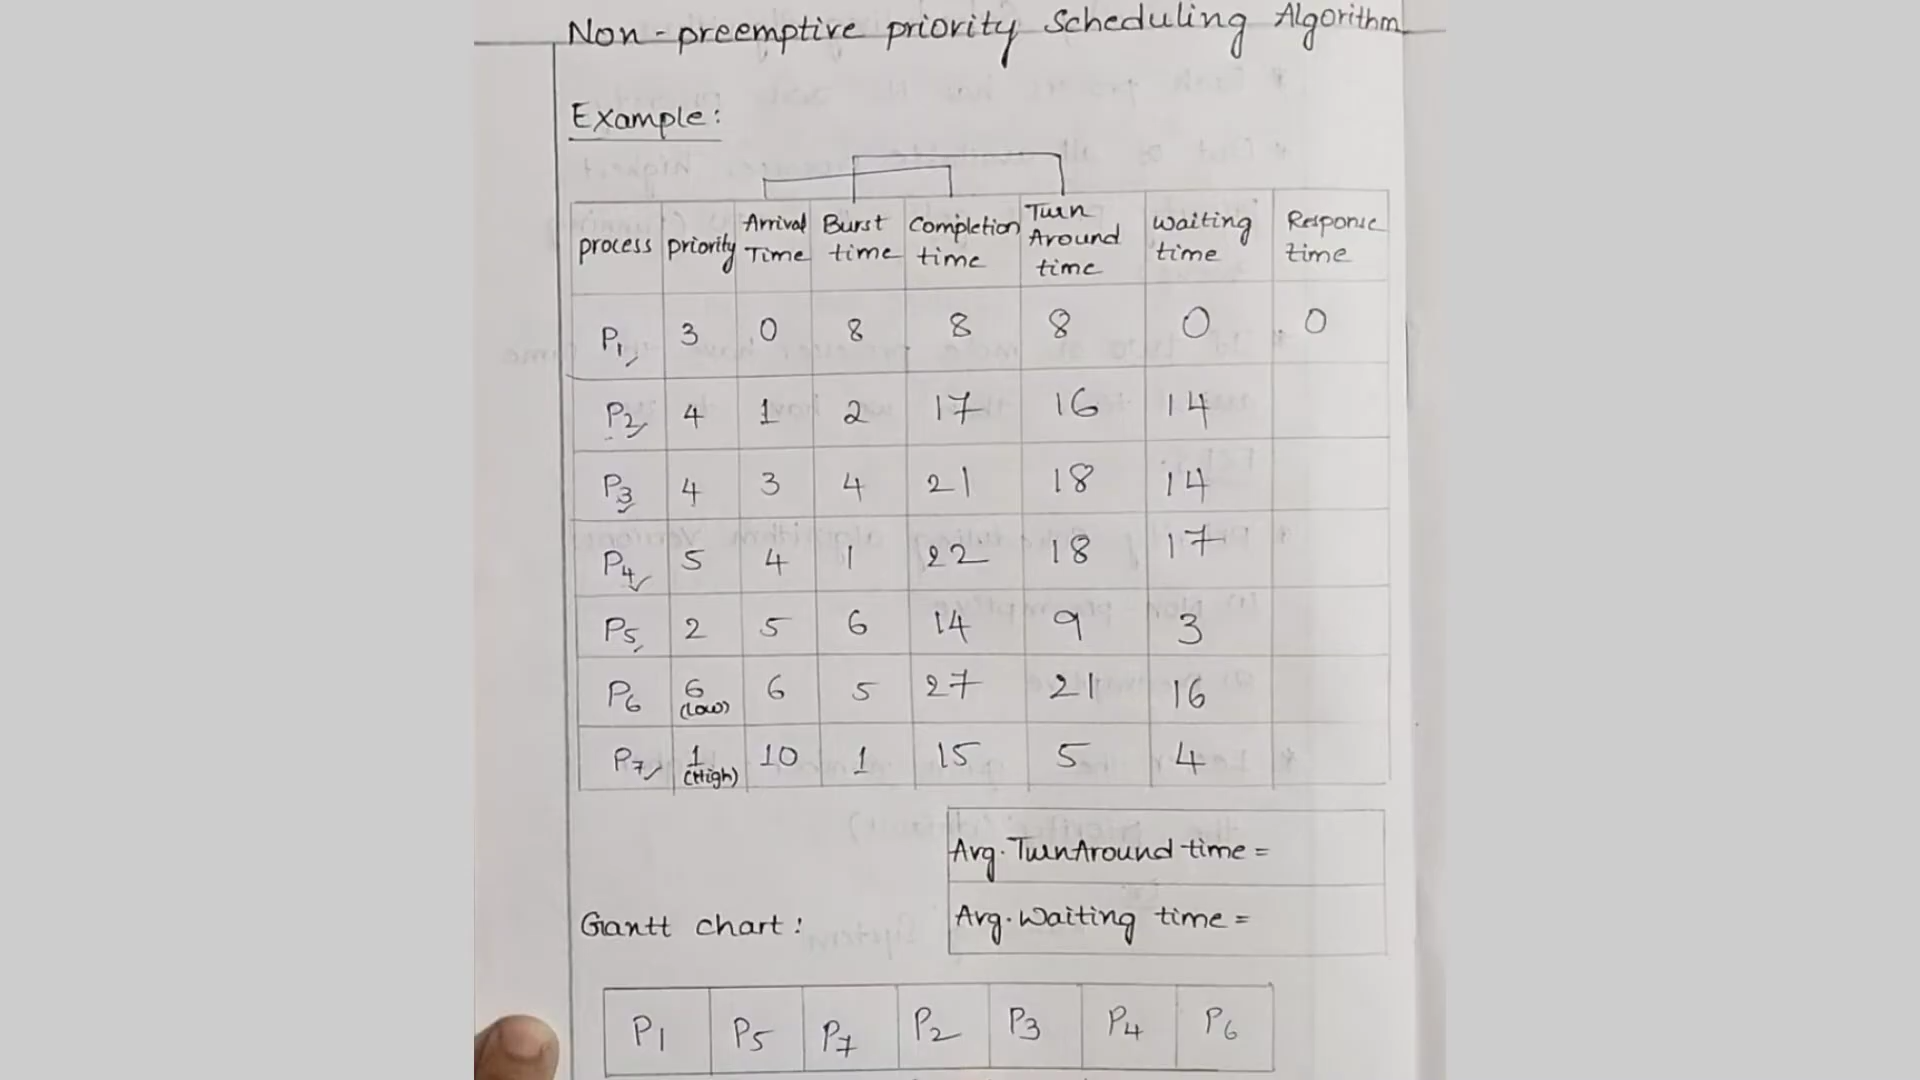 Non-preemptive priority Scheduling Algorithm
Example:
process priority Arrival Time Burst time Completion time Turn Around time Waiting time Response time
P1 3 0 8 8 8 0 0
P2 4 1 2 17 16 14
P3 4 3 4 21 18 14
P4 5 4 1 22 18 17
P5 2 5 6 14 9 3
P6 6 (Low) 6 5 27 21 16
P7 1 (High) 10 1 15 5 4
Avg. TurnAround time =
Avg. Waiting time =
Gantt chart:
P1 P5 P7 P2 P3 P4 P6